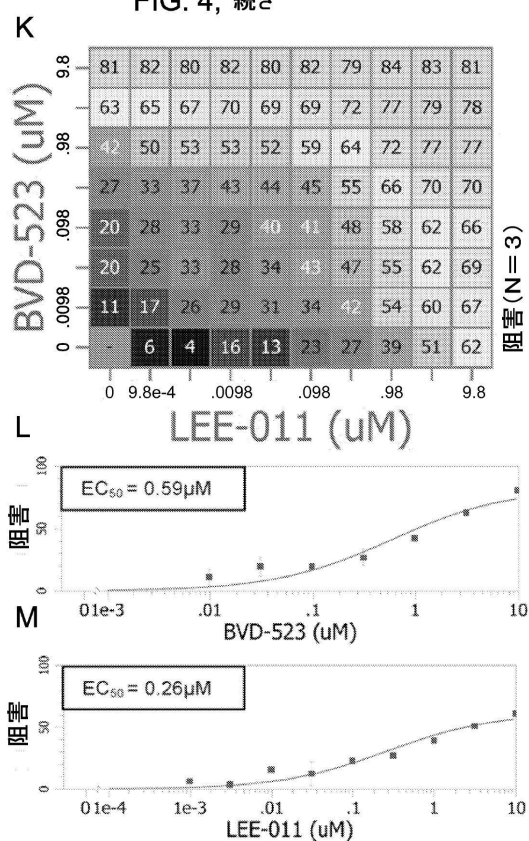 FIG. 4, 続き
K
BVD-523 (uM)
9.8 81 82 80 82 80 82 79 84 83 81
63 65 67 70 69 69 72 77 79 78
.98 42 50 53 53 52 59 64 72 77 77
27 33 37 43 44 45 55 66 70 70
.098 20 28 33 29 40 41 48 58 62 66
20 25 33 28 34 43 47 55 62 69
.0098 11 17 26 29 31 34 42 54 60 67
0 - 6 4 16 13 23 27 39 51 62
阻害(N=3)
0 9.8e-4 .0098 .098 .98 9.8
LEE-011 (uM)
L
阻害
100
50
0
EC50 = 0.59µM
01e-3 .01 .1 1 10
BVD-523 (uM)
M
阻害
100
50
0
EC50 = 0.26µM
01e-4 1e-3 .01 .1 1 10
LEE-011 (uM)